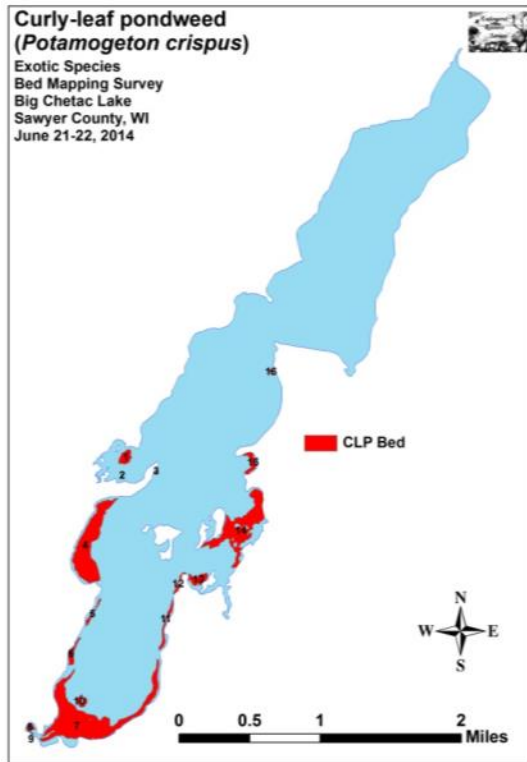 Curly-leaf pondweed
(Potamogeton crispus)
Exotic Species
Bed Mapping Survey
Big Chetac Lake
Sawyer County, WI
June 21-22, 2014
16
CLP Bed
2
3
15
14
4
13
12
11
5
6
10
7
8
9
N
W
E
S
0
0.5
1
2
Miles